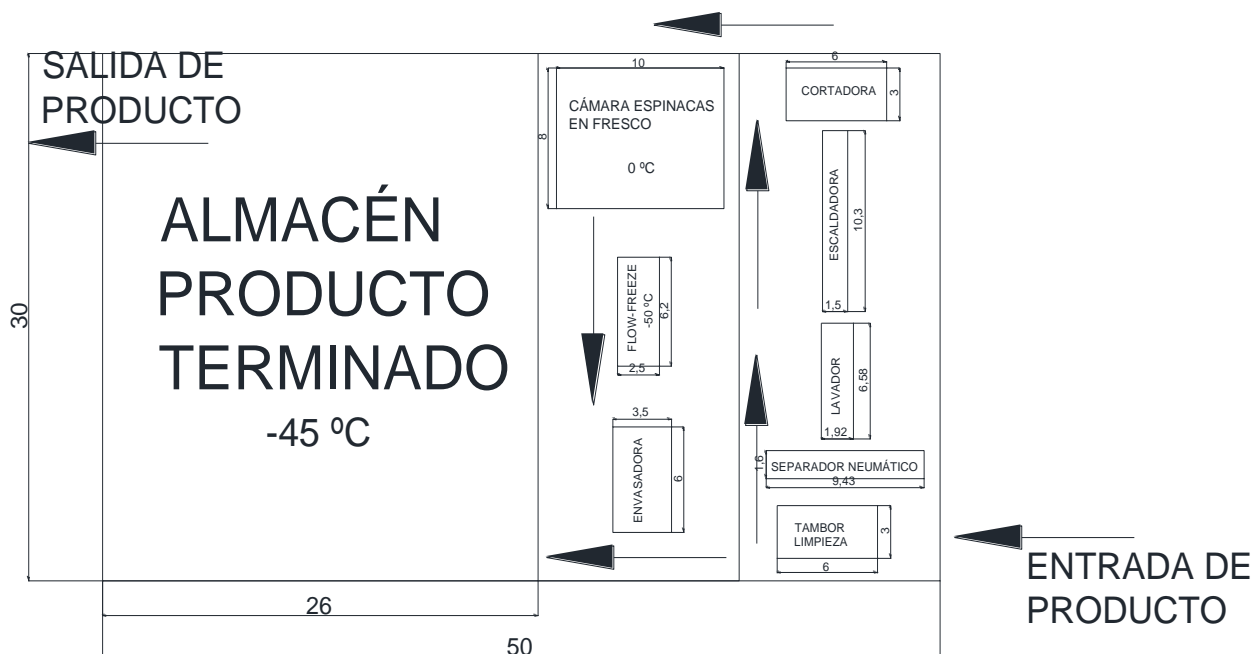 SALIDA DE
PRODUCTO
30
ALMACÉN
PRODUCTO
TERMINADO
-45 ºC
26
50
10
8
CÁMARA ESPINACAS
EN FRESCO
0 ºC
FLOW-FREEZE
-50 ºC
6,2
2,5
3,5
ENVASADORA
6
6
CORTADORA
3
ESCALDADORA
10,3
1,5
LAVADOR
6,58
1,92
1,6
SEPARADOR NEUMÁTICO
9,43
TAMBOR
LIMPIEZA
3
6
ENTRADA DE
PRODUCTO